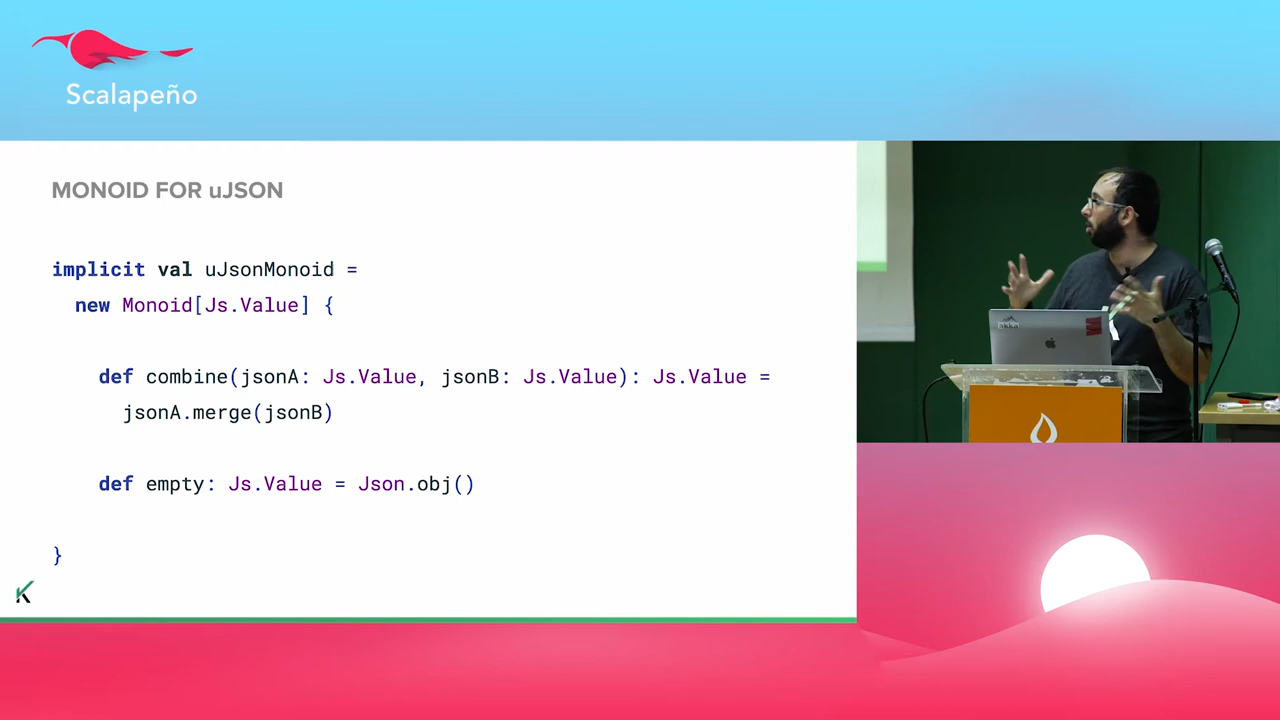 Scalapeño
MONOID FOR uJSON
implicit val uJsonMonoid =
new Monoid[Js.Value] {
def combine(jsonA: Js.Value, jsonB: Js.Value): Js.Value =
jsonA.merge(jsonB)
def empty: Js.Value = Json.obj()
}
K
akka